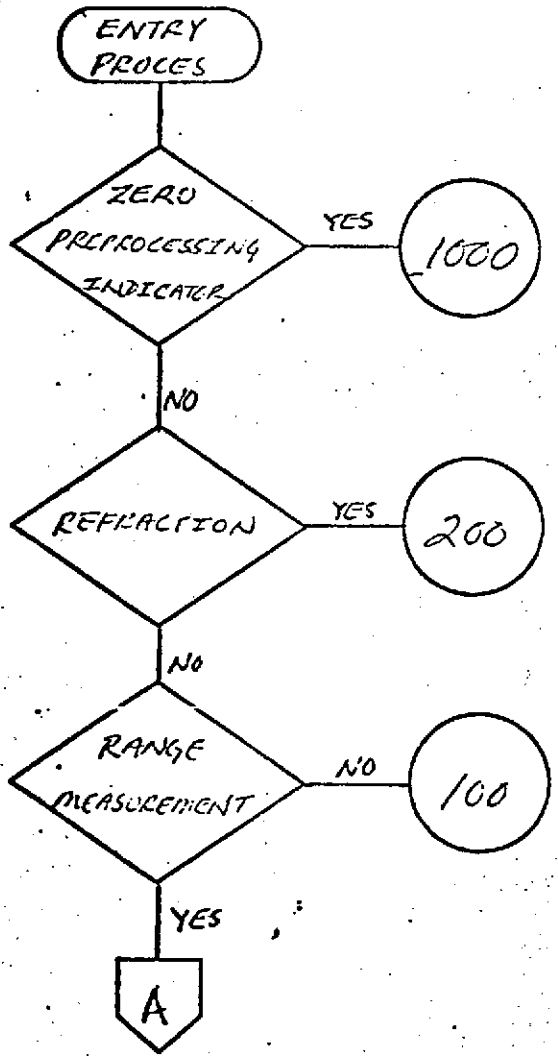 ENTRY
PROCES
ZERO
PREPROCESSING
INDICATOR
YES
1000
NO
REFRACTION
YES
200
NO
RANGE
MEASUREMENT
NO
100
YES
A